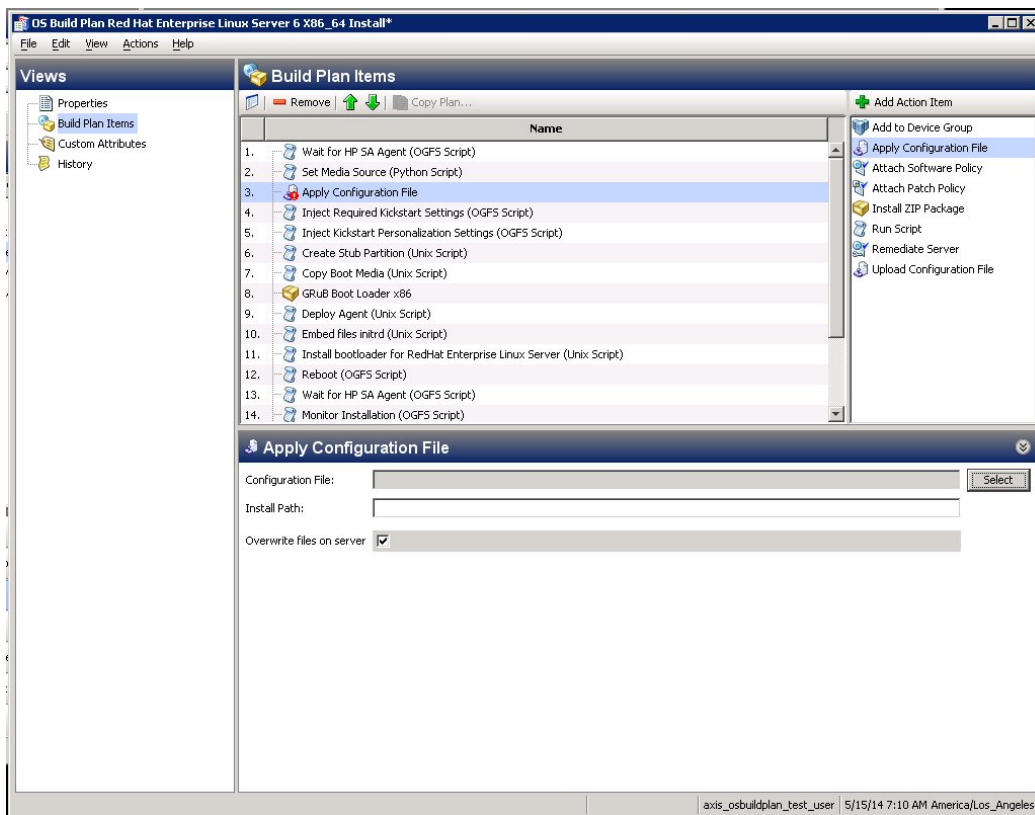 OS Build Plan Red Hat Enterprise Linux Server 6 X86_64 Install*
File Edit View Actions Help
Views
Properties
Build Plan Items
Custom Attributes
History
Build Plan Items
Remove Copy Plan...
Name
1. Wait for HP SA Agent (OGFS Script)
2. Set Media Source (Python Script)
3. Apply Configuration File
4. Inject Required Kickstart Settings (OGFS Script)
5. Inject Kickstart Personalization Settings (OGFS Script)
6. Create Stub Partition (Unix Script)
7. Copy Boot Media (Unix Script)
8. GRuB Boot Loader x86
9. Deploy Agent (Unix Script)
10. Embed files initrd (Unix Script)
11. Install bootloader for RedHat Enterprise Linux Server (Unix Script)
12. Reboot (OGFS Script)
13. Wait for HP SA Agent (OGFS Script)
14. Monitor Installation (OGFS Script)
Add Action Item
Add to Device Group
Apply Configuration File
Attach Software Policy
Attach Patch Policy
Install ZIP Package
Run Script
Remediate Server
Upload Configuration File
Apply Configuration File
Configuration File: Select
Install Path:
Overwrite files on server
axis_osbuildplan_test_user 5/15/14 7:10 AM America/Los_Angeles